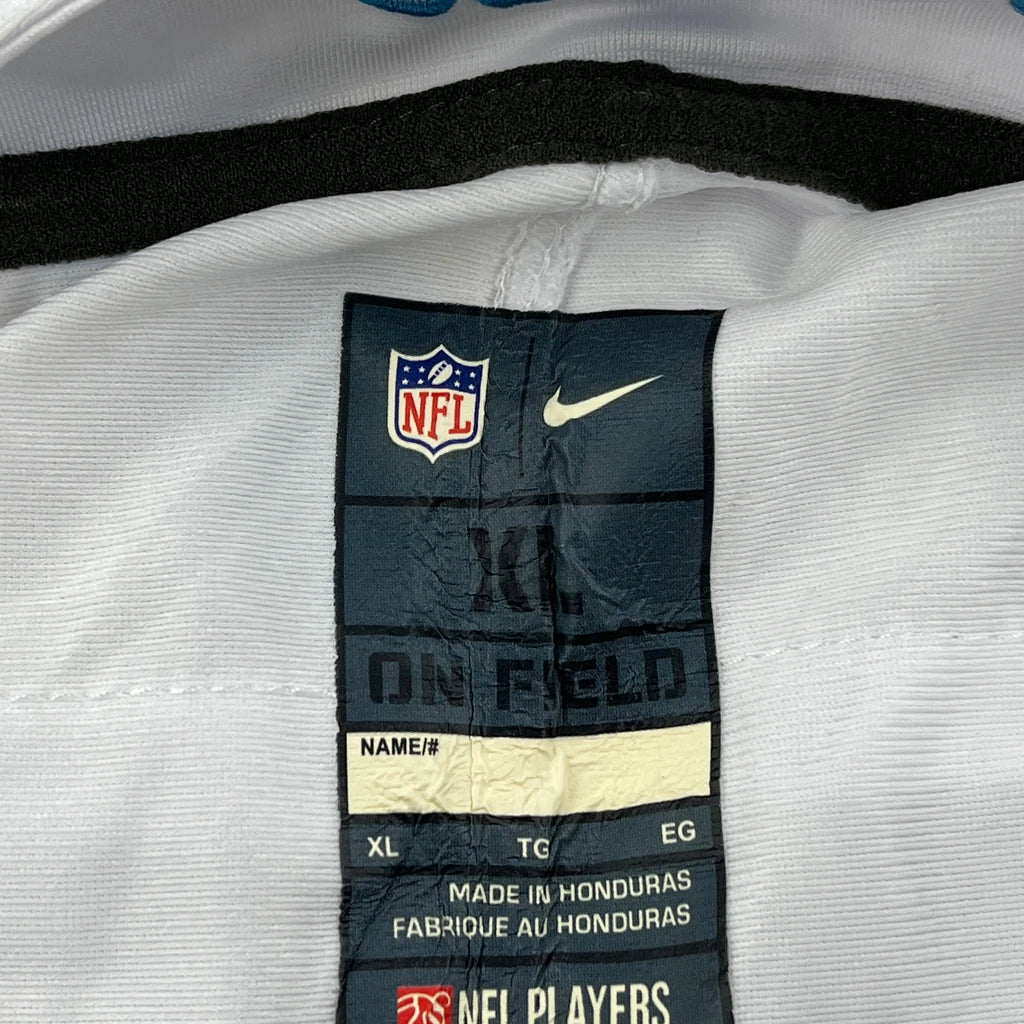 NFL
XL
ON FIELD
NAME/#
XL TG EG
MADE IN HONDURAS
FABRIQUE AU HONDURAS
NFL PLAYERS